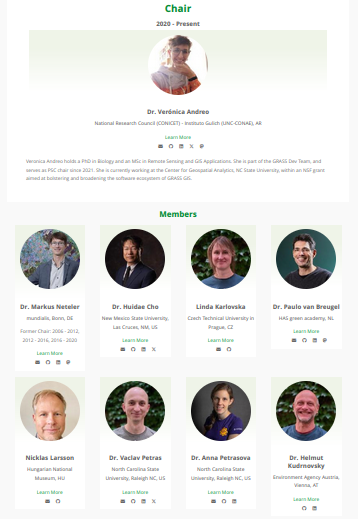 Chair
2020 - Present
Dr. Verónica Andreo
National Research Council (CONICET) - Instituto Gulich (UNC-CONAE), AR
Learn More
Veronica Andreo holds a PhD in Biology and an MSc in Remote Sensing and GIS Applications. She is part of the GRASS Dev Team, and
serves as PSC chair since 2021. She is currently working at the Center for Geospatial Analytics, NC State University, within an NSF grant
aimed at bolstering and broadening the software ecosystem of GRASS GIS.
Members
Dr. Markus Neteler
mundialis, Bonn, DE
Former Chair: 2006 - 2012,
2012 - 2016, 2016 - 2020
Learn More
Dr. Huidae Cho
New Mexico State University,
Las Cruces, NM, US
Learn More
Linda Karlovska
Czech Technical University in
Prague, CZ
Learn More
Dr. Paulo van Breugel
HAS green academy, NL
Learn More
Nicklas Larsson
Hungarian National
Museum, HU
Learn More
Dr. Vaclav Petras
North Carolina State
University, Raleigh NC, US
Learn More
Dr. Anna Petrasova
North Carolina State
University, Raleigh NC, US
Learn More
Dr. Helmut
Kudrnovsky
Environment Agency Austria,
Vienna, AT
Learn More